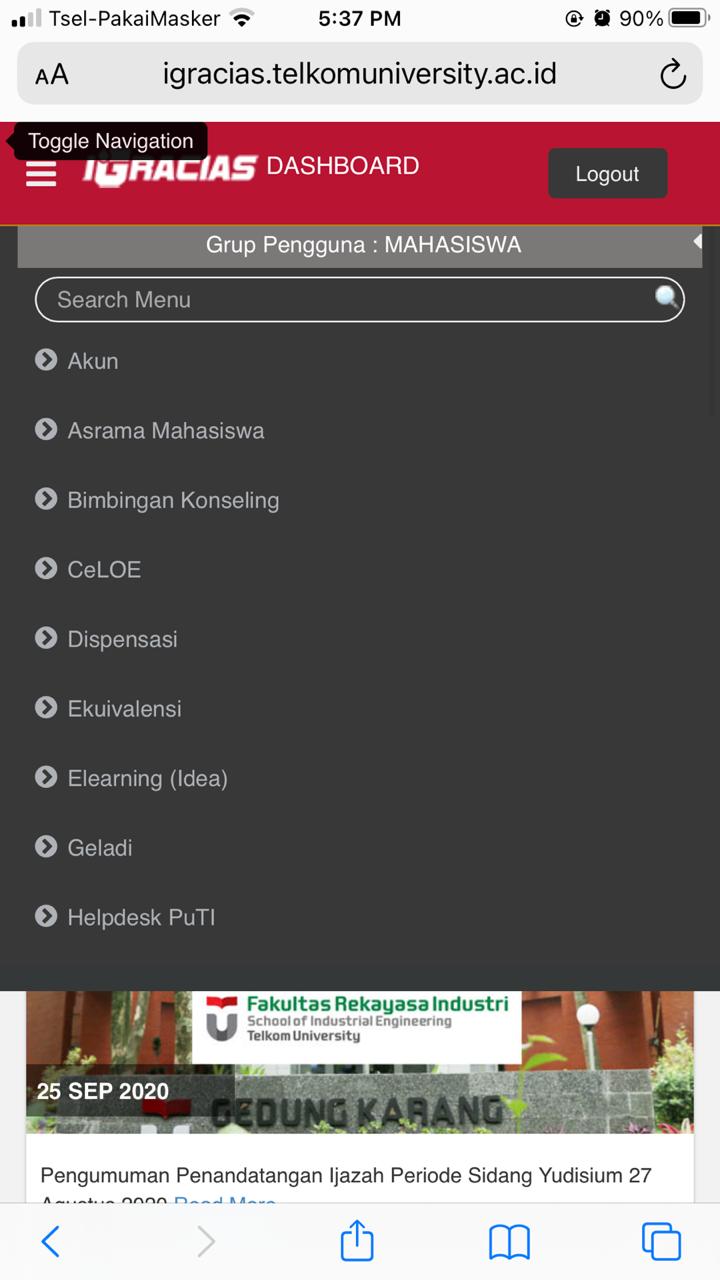 Tsel-PakaiMasker 5:37 PM 90%
AA igracias.telkomuniversity.ac.id
Toggle Navigation
iGRACIAS DASHBOARD Logout
Grup Pengguna : MAHASISWA
Search Menu
Akun
Asrama Mahasiswa
Bimbingan Konseling
CeLOE
Dispensasi
Ekuivalensi
Elearning (Idea)
Geladi
Helpdesk PuTI
Fakultas Rekayasa Industri
School of Industrial Engineering
Telkom University
25 SEP 2020
GEDUNG KARANG
Pengumuman Penandatangan Ijazah Periode Sidang Yudisium 27
Agustus 2020 Read More